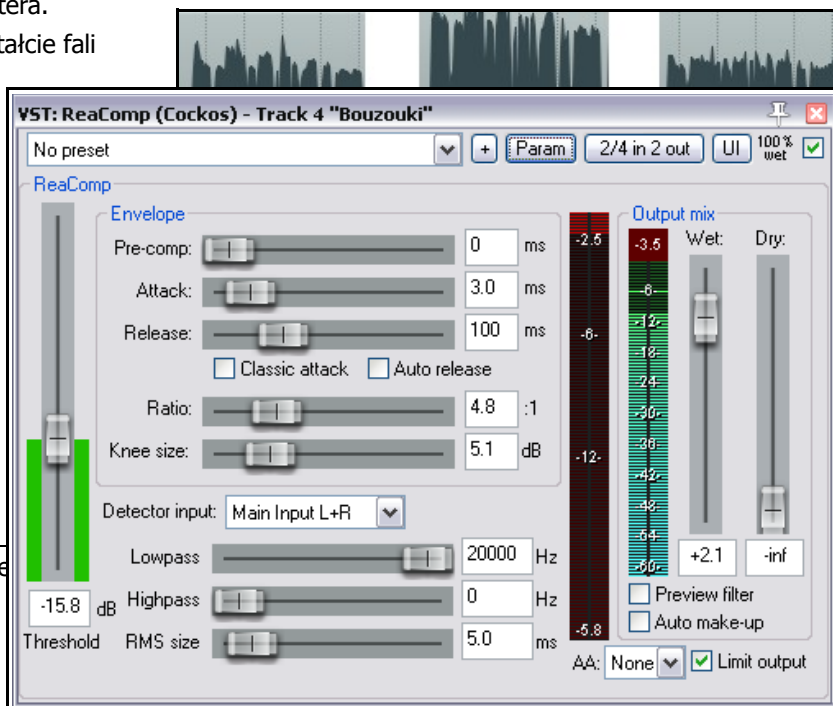 tera.
tałcie fali
VST: ReaComp (Cockos) - Track 4 "Bouzouki"
No preset + Param 2/4 in 2 out UI 100% wet
ReaComp
Envelope
Pre-comp: 0 ms
Attack: 3.0 ms
Release: 100 ms
Classic attack Auto release
Ratio: 4.8 :1
Knee size: 5.1 dB
Detector input: Main Input L+R
Lowpass 20000 Hz
Highpass 0 Hz
RMS size 5.0 ms
-15.8 dB
Threshold
-2.5
-6-
-12-
-5.8
Output mix
Wet: Dry:
-3.5
-6-
-12-
-18-
-24-
-30-
-36-
-42-
-48-
-54-
-60-
+2.1 -inf
Preview filter
Auto make-up
AA: None Limit output